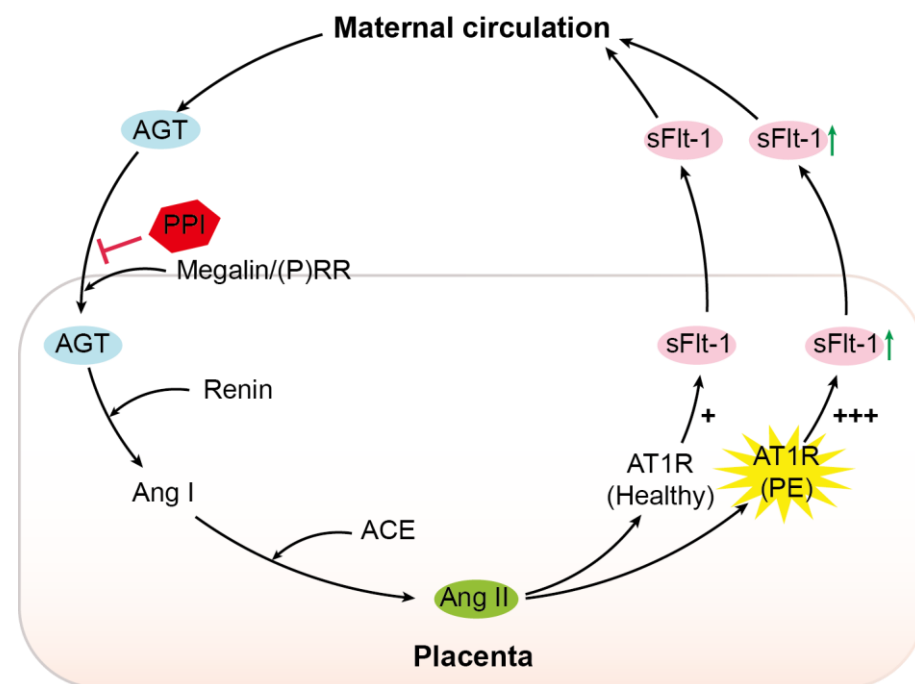 Maternal circulation
AGT
sFlt-1
sFlt-1
PPI
Megalin/(P)RR
AGT
sFlt-1
sFlt-1
Renin
+
+++
AT1R
(Healthy)
AT1R
(PE)
Ang I
ACE
Ang II
Placenta